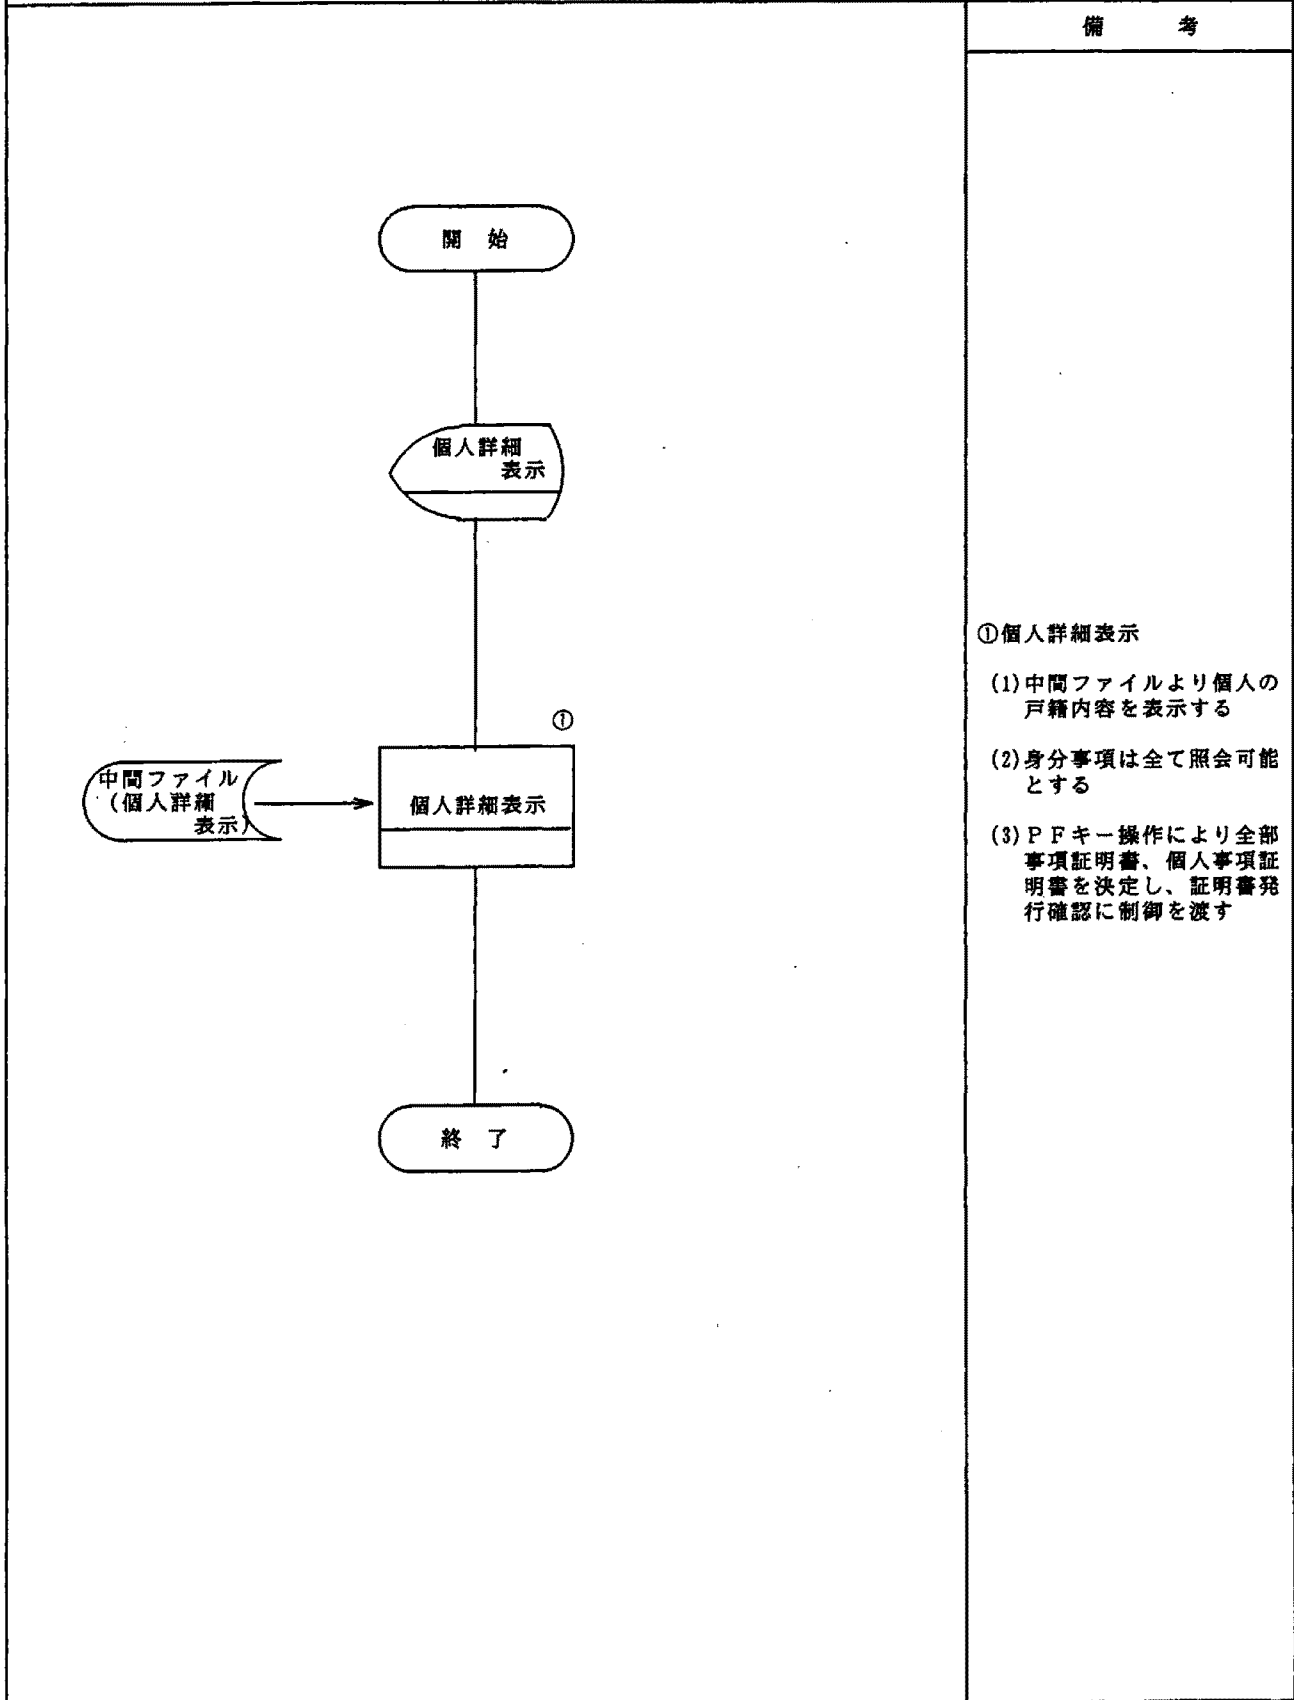 備 考
開 始
個人詳細
表示
①
中間ファイル
(個人詳細
表示)
個人詳細表示
終 了
①個人詳細表示
(1)中間ファイルより個人の
戸籍内容を表示する
(2)身分事項は全て照会可能
とする
(3)PFキー操作により全部
事項証明書、個人事項証
明書を決定し、証明書発
行確認に制御を渡す